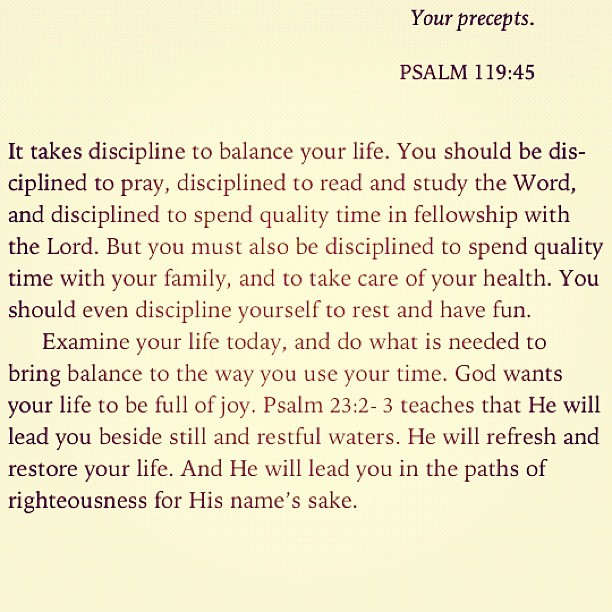 Your precepts.
PSALM 119:45
It takes discipline to balance your life. You should be dis-
ciplined to pray, disciplined to read and study the Word,
and disciplined to spend quality time in fellowship with
the Lord. But you must also be disciplined to spend quality
time with your family, and to take care of your health. You
should even discipline yourself to rest and have fun.
Examine your life today, and do what is needed to
bring balance to the way you use your time. God wants
your life to be full of joy. Psalm 23:2- 3 teaches that He will
lead you beside still and restful waters. He will refresh and
restore your life. And He will lead you in the paths of
righteousness for His name's sake.